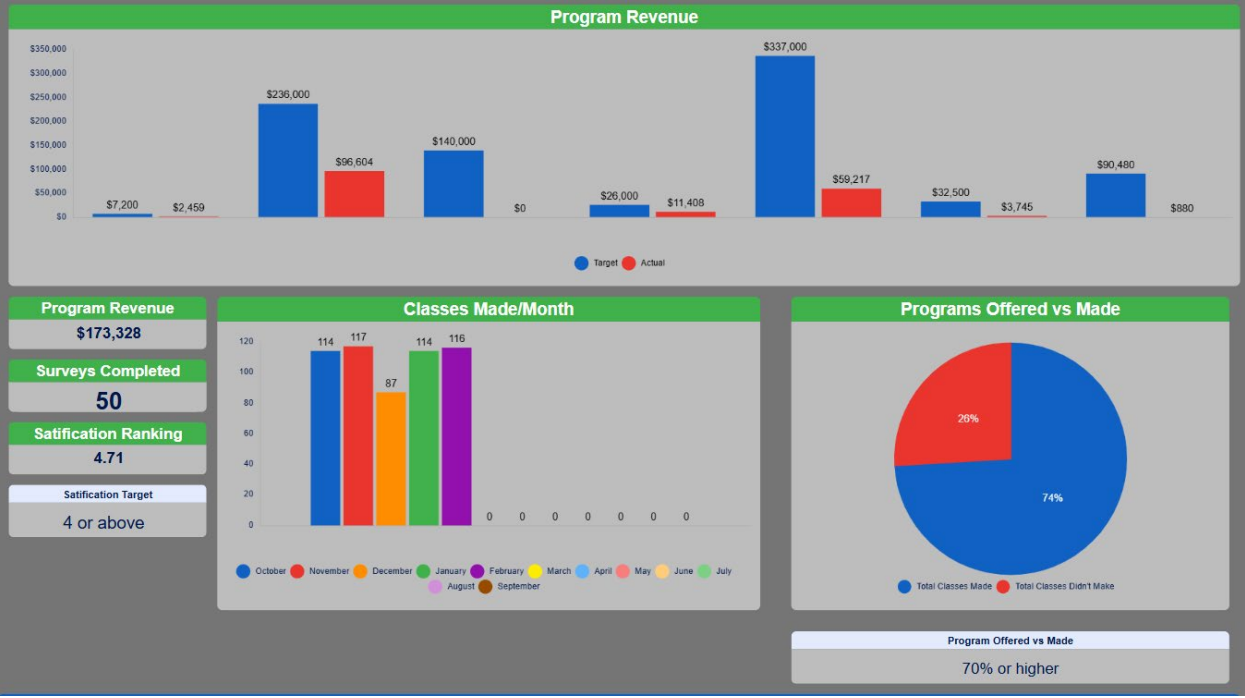 Program Revenue
$350,000
$300,000
$250,000
$200,000
$150,000
$100,000
$50,000
$0
$7,200
$2,459
$236,000
$96,604
$140,000
$0
$26,000
$11,408
$337,000
$59,217
$32,500
$3,745
$90,480
$880
Target Actual
Program Revenue
$173,328
Surveys Completed
50
Satification Ranking
4.71
Satification Target
4 or above
Classes Made/Month
120
100
80
60
40
20
0
114 117 87 114 116 0 0 0 0 0 0 0
October November December January February March April May June July
August September
Programs Offered vs Made
26%
74%
Total Classes Made Total Classes Didn't Make
Program Offered vs Made
70% or higher